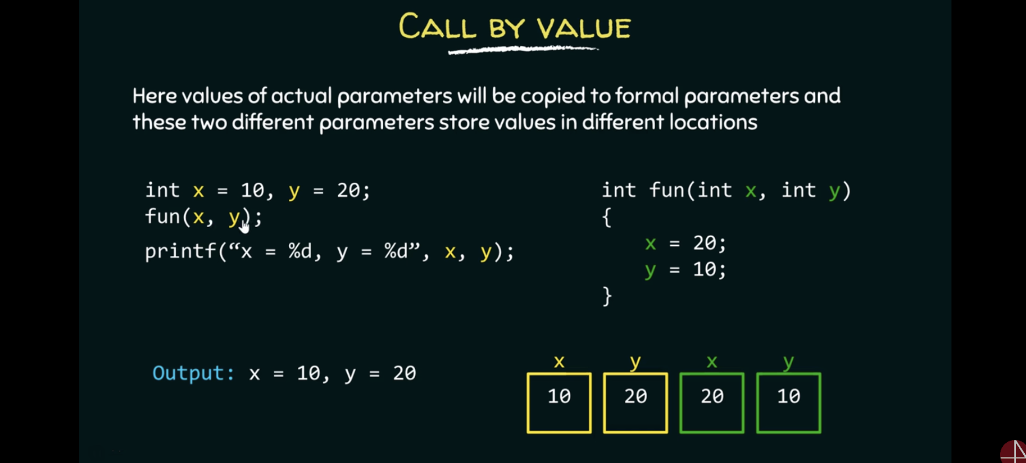 CALL BY VALUE
Here values of actual parameters will be copied to formal parameters and
these two different parameters store values in different locations
int x = 10, y = 20;
fun(x, y);
printf(“x = %d, y = %d”, x, y);
int fun(int x, int y)
{
x = 20;
y = 10;
}
Output: x = 10, y = 20
x y x y
10 20 20 10